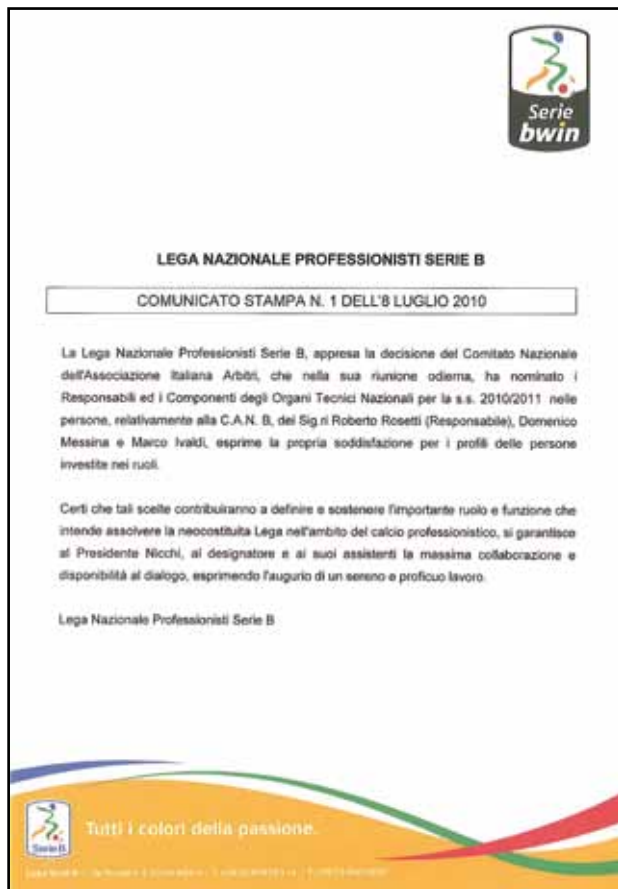 Serie
bwin
LEGA NAZIONALE PROFESSIONISTI SERIE B
COMUNICATO STAMPA N. 1 DELL'8 LUGLIO 2010
La Lega Nazionale Professionisti Serie B, appresa la decisione del Comitato Nazionale
dell'Associazione Italiana Arbitri, che nella sua riunione odierna, ha nominato i
Responsabili ed i Componenti degli Organi Tecnici Nazionali per la s.s. 2010/2011 nelle
persone, relativamente alla C.A.N. B, dei Sig.ri Roberto Rosetti (Responsabile), Domenico
Messina e Marco Ivaldi, esprime la propria soddisfazione per i profili delle persone
investite nei ruoli.
Certi che tali scelte contribuiranno a definire e sostenere l'importante ruolo e funzione che
intende assolvere la neocostituita Lega nell'ambito del calcio professionistico, si garantisce
al Presidente Nicchi, al designatore e ai suoi assistenti la massima collaborazione e
disponibilità al dialogo, esprimendo l'augurio di un sereno e proficuo lavoro.
Lega Nazionale Professionisti Serie B
Tutti i colori della passione.
Serie B